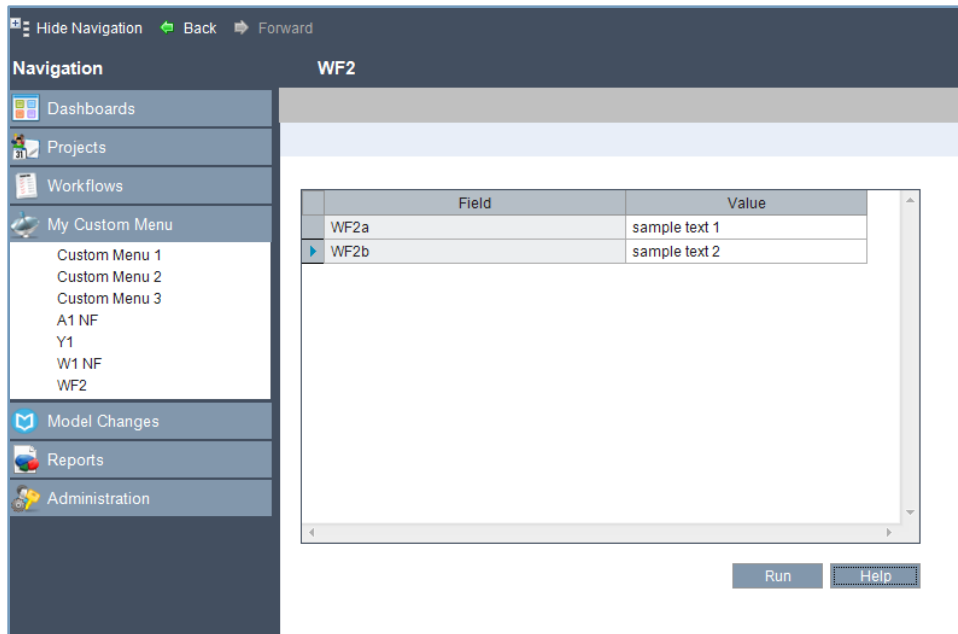 Hide Navigation Back Forward
Navigation WF2
Dashboards
31 Projects
Workflows
My Custom Menu
Custom Menu 1
Custom Menu 2
Custom Menu 3
A1 NF
Y1
W1 NF
WF2
Model Changes
Reports
Administration
Field Value
WF2a sample text 1
WF2b sample text 2
Run Help